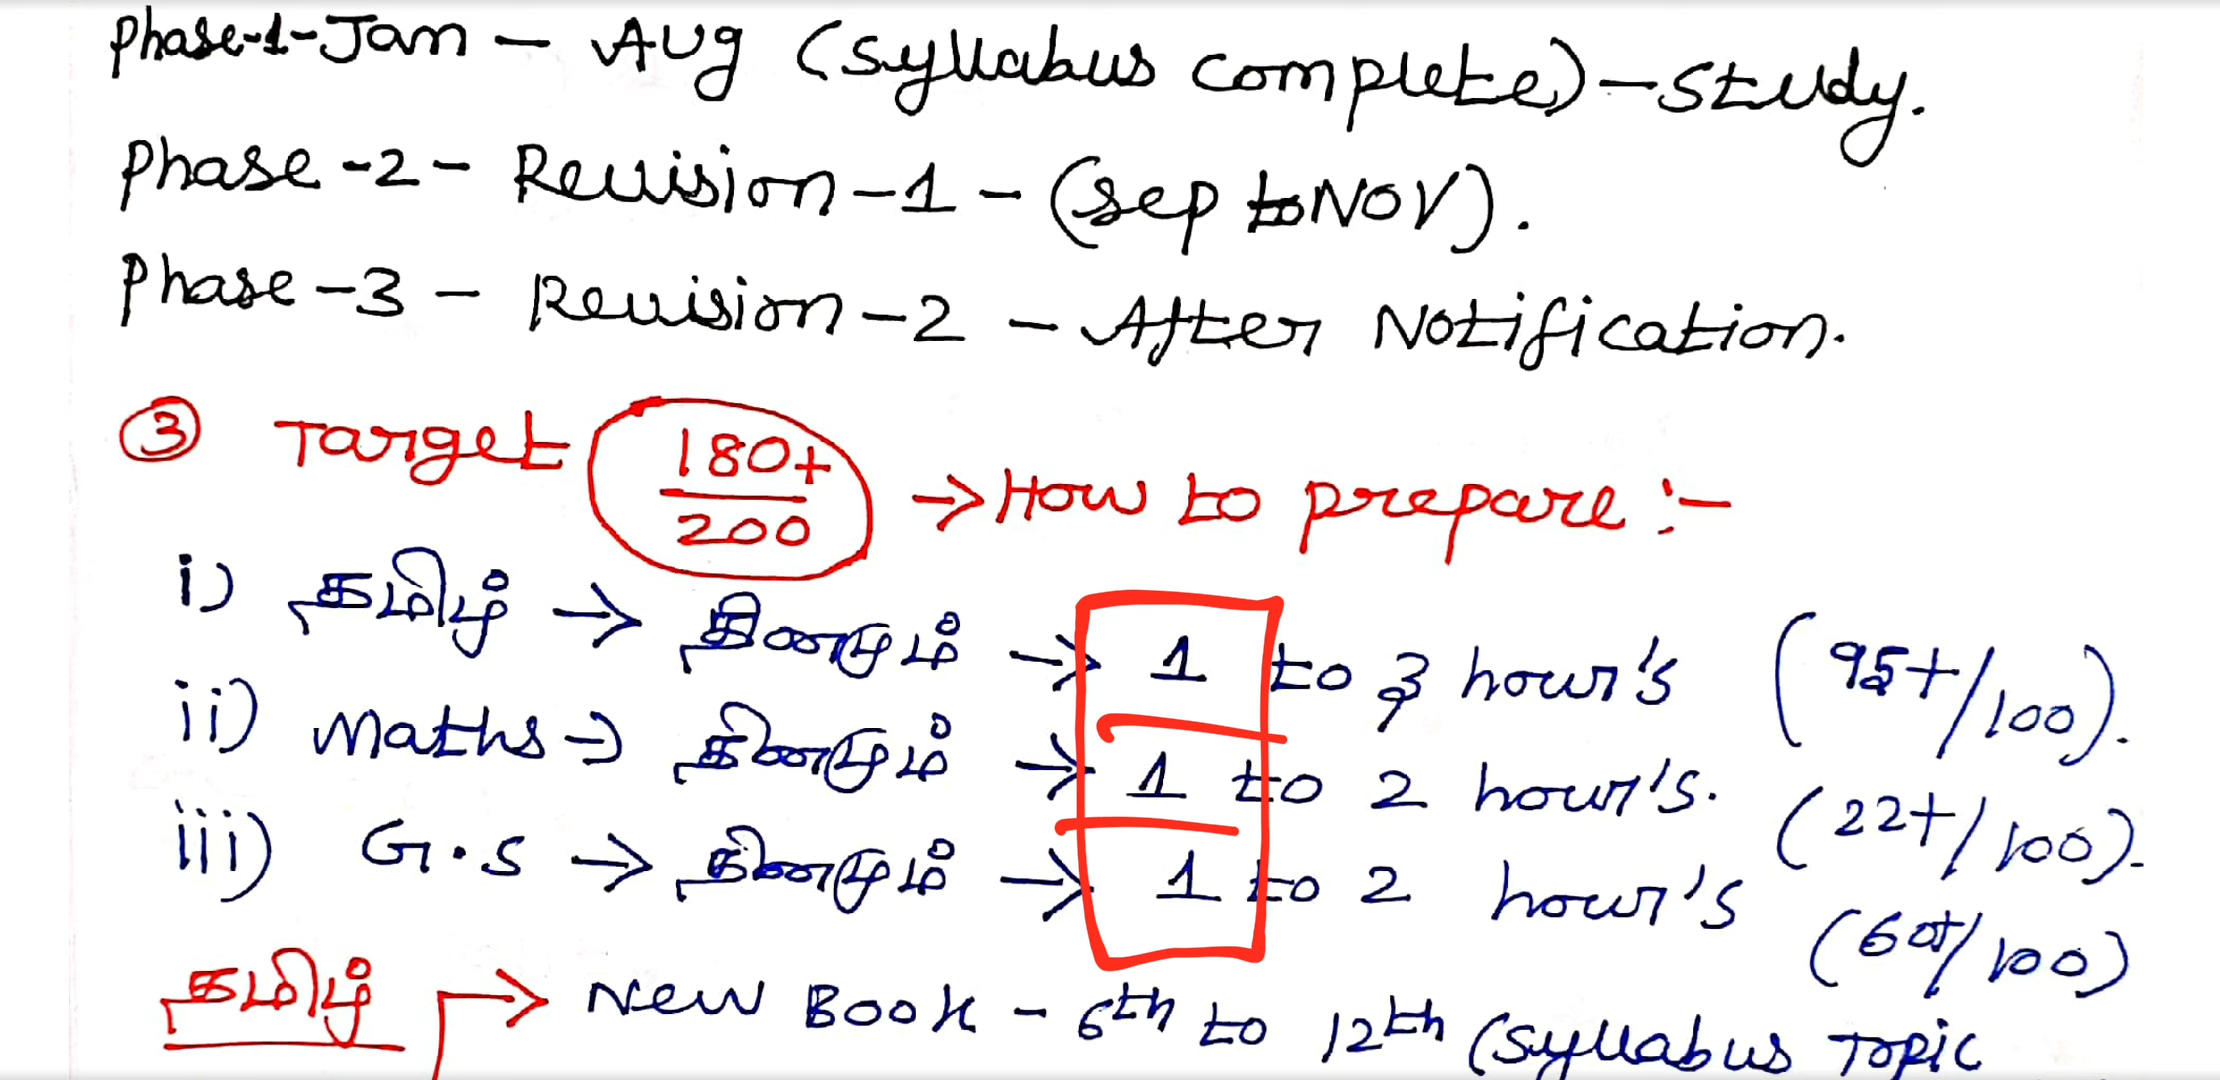 Phase-1-Jan - Aug (Syllabus complete) - Study.
Phase -2 - Revision -1 - (Sep to NOV).
Phase -3 - Revision -2 - After Notification.
③ Target 180+/200 → How to prepare :-
i) தமிழ் → தினமும் → 1 to 3 hour's (95+/100).
ii) Maths → தினமும் → 1 to 2 hour's. (22+/100).
iii) G.S → தினமும் → 1 to 2 hour's (60+/100)
தமிழ் → New Book - 6th to 12th (Syllabus Topic